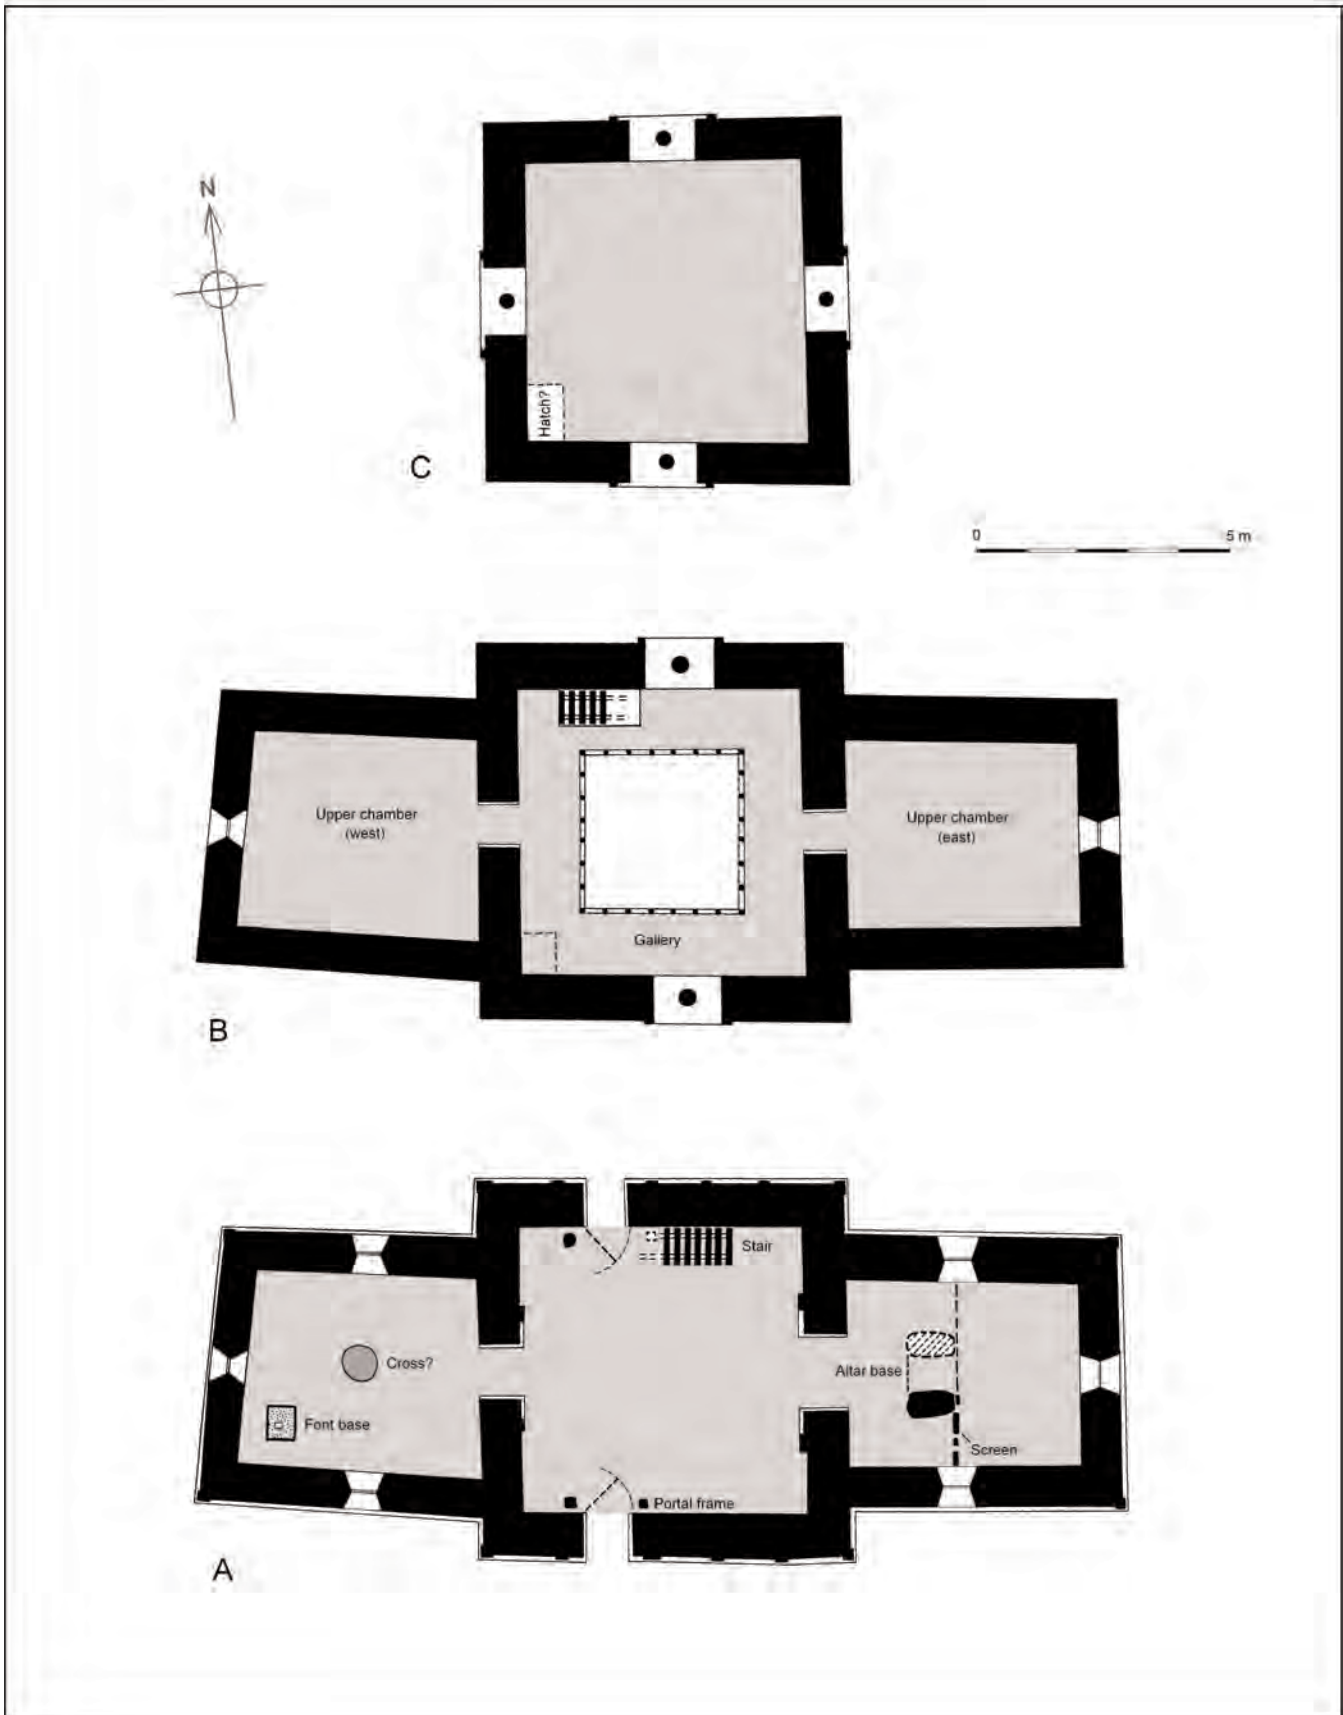 N
Hatch?
C
0
5 m
Upper chamber
(west)
Upper chamber
(east)
Gallery
B
Stair
Cross?
Altar base
Font base
Screen
Portal frame
A